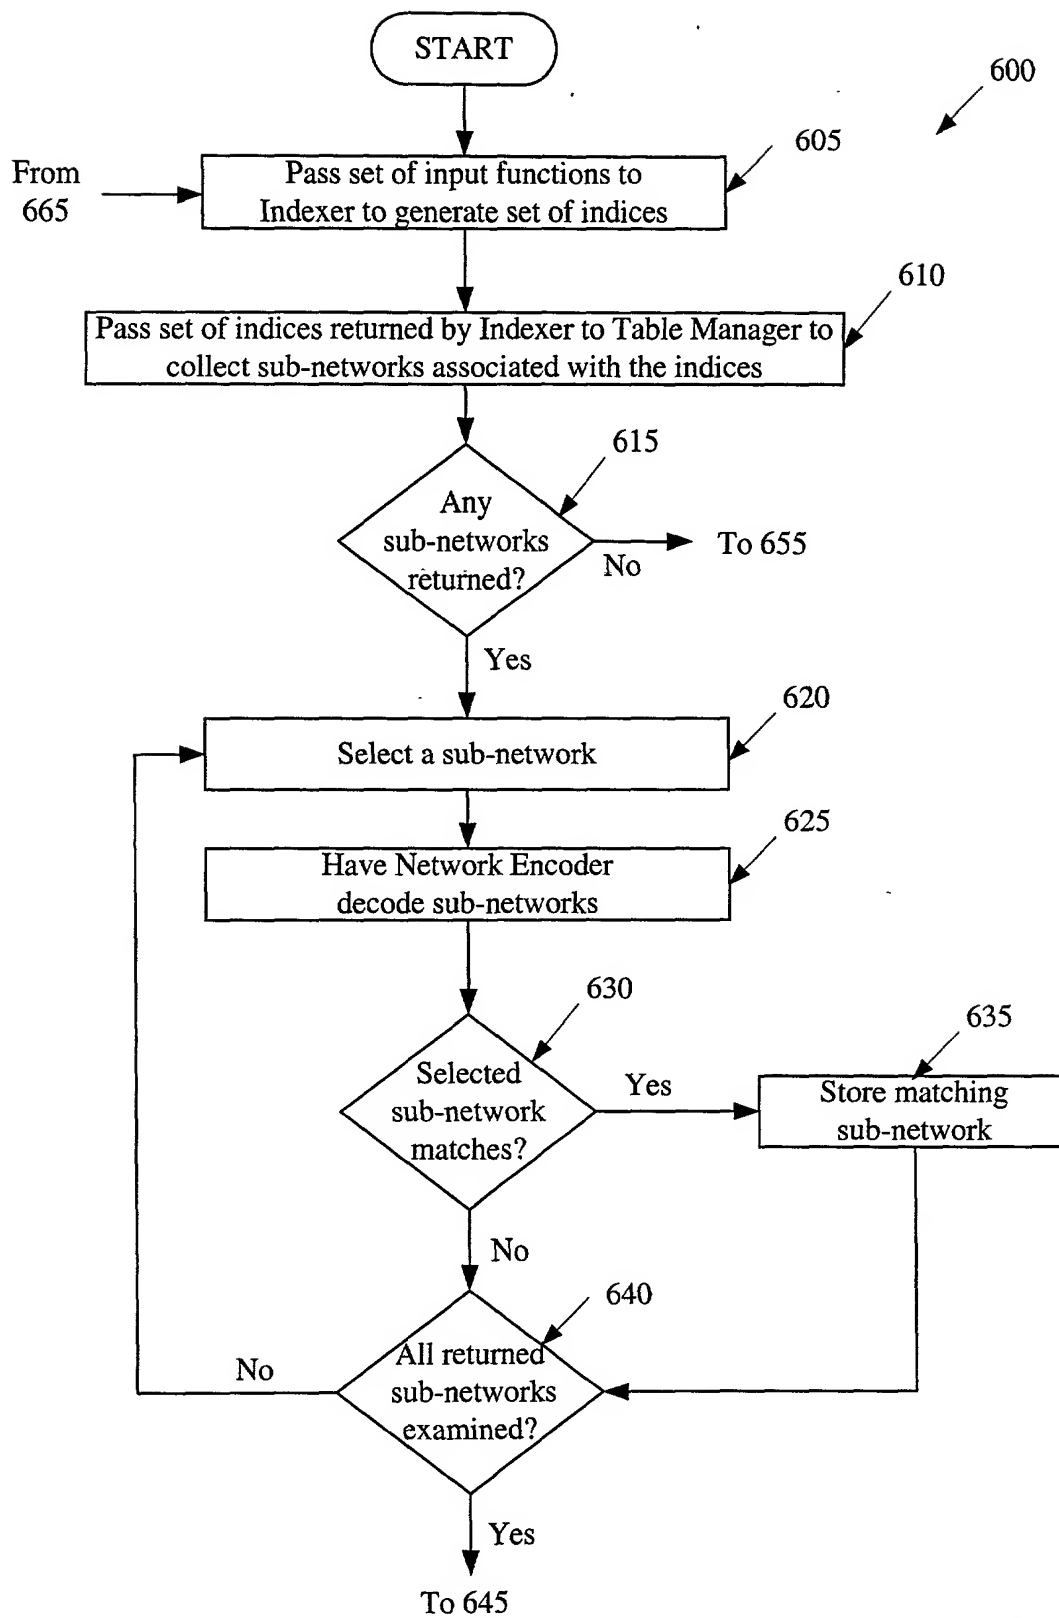 START
600
605
From
665
Pass set of input functions to
Indexer to generate set of indices
610
Pass set of indices returned by Indexer to Table Manager to
collect sub-networks associated with the indices
615
Any
sub-networks
returned?
No
To 655
Yes
620
Select a sub-network
625
Have Network Encoder
decode sub-networks
630
635
Selected
sub-network
matches?
Yes
Store matching
sub-network
No
640
All returned
sub-networks
examined?
No
Yes
To 645